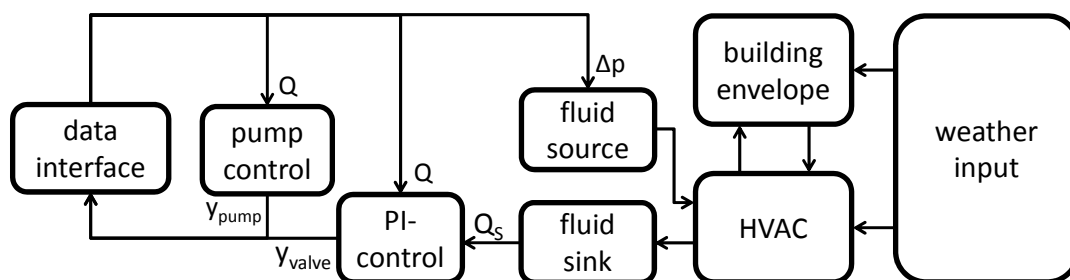 data
interface
Q
pump
control
y_pump
Q
PI-
control
y_valve
Δp
fluid
source
Q_S
fluid
sink
building
envelope
HVAC
weather
input